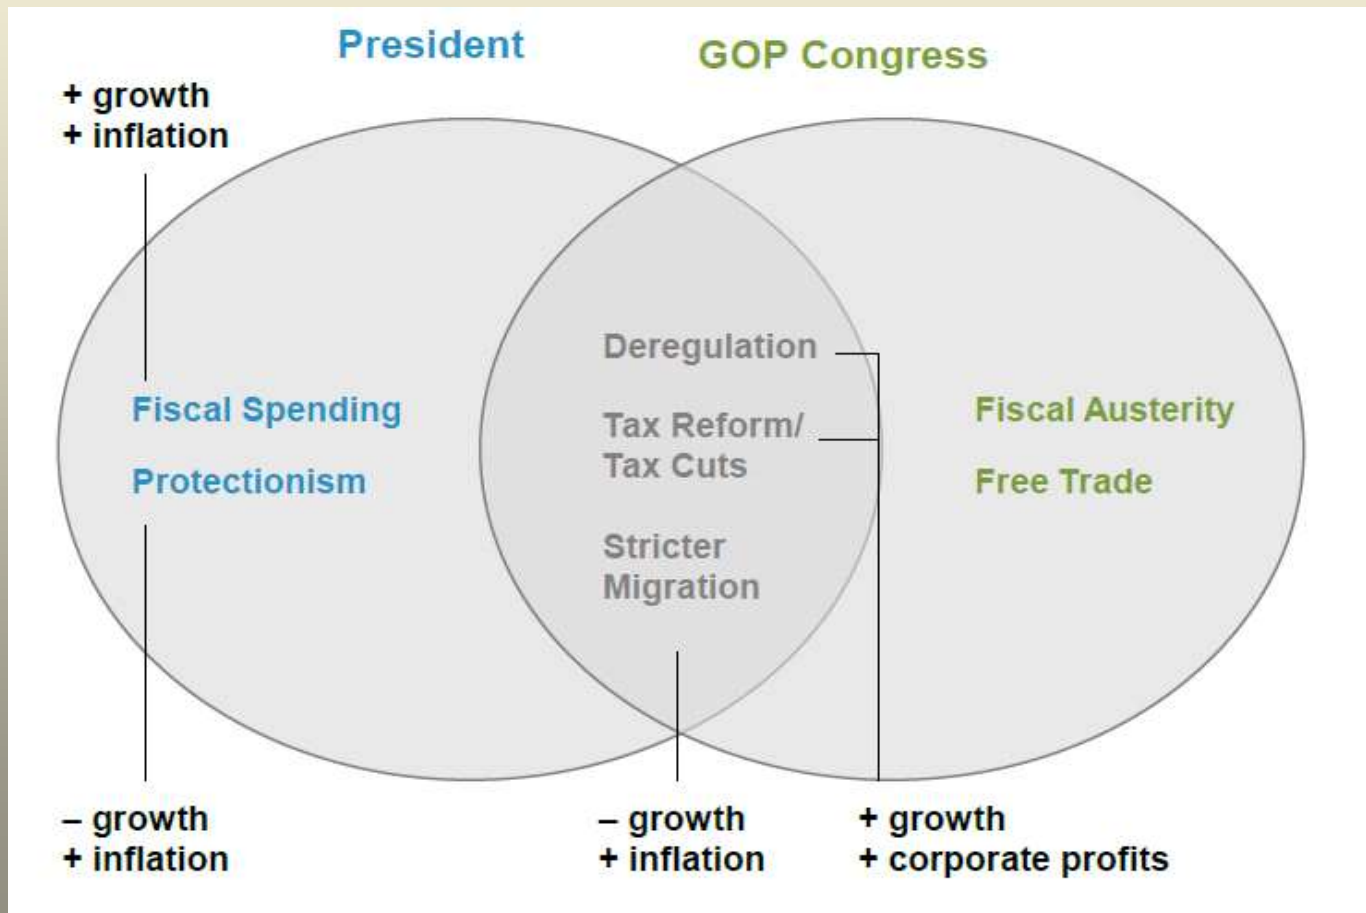 President
GOP Congress
+ growth
+ inflation
Fiscal Spending
Protectionism
Deregulation
Tax Reform/
Tax Cuts
Stricter
Migration
Fiscal Austerity
Free Trade
– growth
+ inflation
– growth
+ inflation
+ growth
+ corporate profits